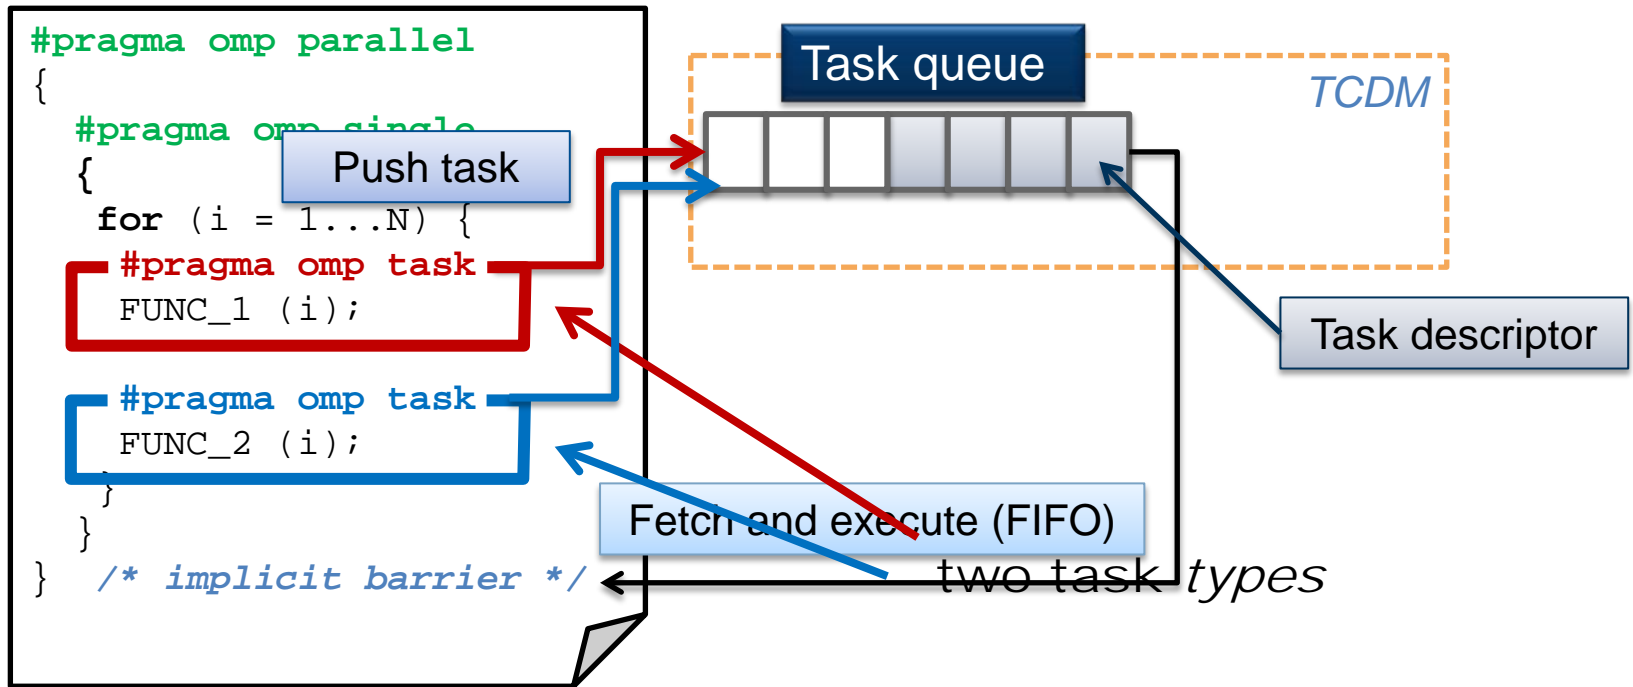 #pragma omp parallel
{
#pragma omp single
{
for (i = 1...N) {
#pragma omp task
FUNC_1 (i);
#pragma omp task
FUNC_2 (i);
}
}
} /* implicit barrier */
Push task
Task queue
TCDM
Task descriptor
Fetch and execute (FIFO)
two task types